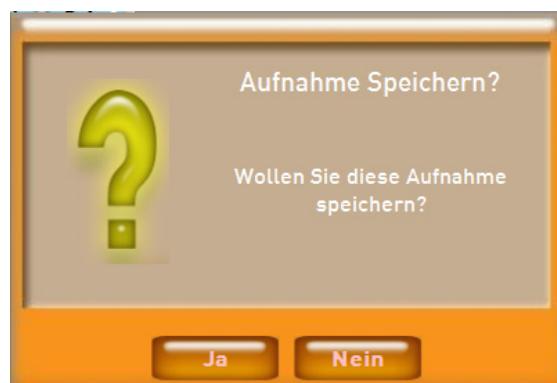 Aufnahme Speichern?
Wollen Sie diese Aufnahme
speichern?
Ja
Nein